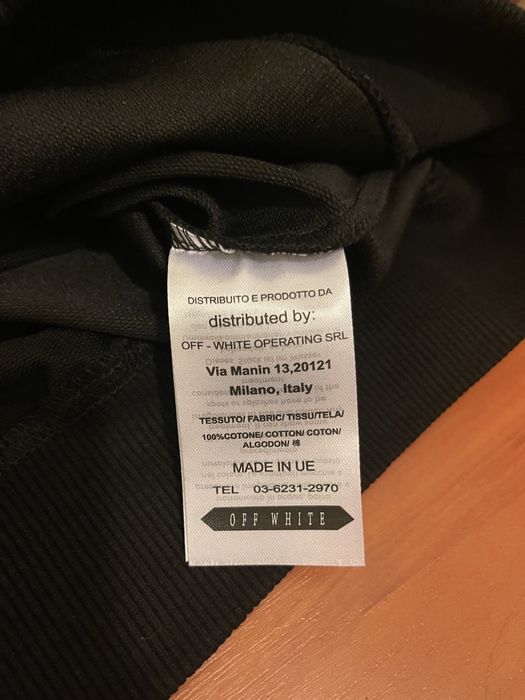 DISTRIBUITO E PRODOTTO DA
distributed by:
OFF - WHITE OPERATING SRL
Via Manin 13,20121
Milano, Italy
TESSUTO/ FABRIC/ TISSU/TELA/
100%COTONE/ COTTON/ COTON/
ALGODON/ 棉
MADE IN UE
TEL 03-6231-2970
OFF WHITE